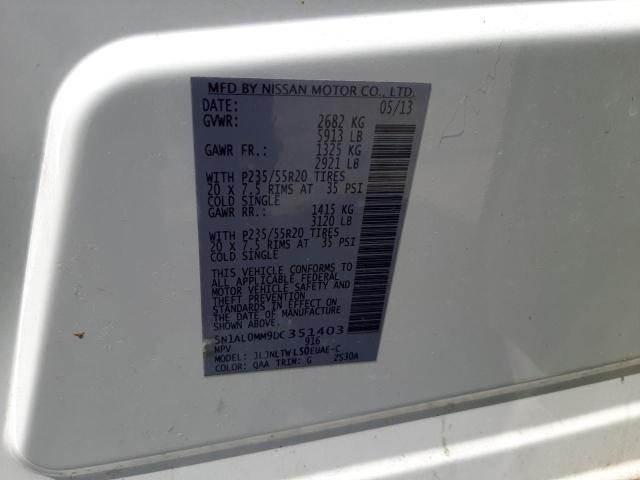 MFD BY NISSAN MOTOR CO., LTD.
DATE: 05/13
GVWR: 2682 KG
5913 LB
GAWR FR.: 1325 KG
2921 LB
WITH P235/55R20 TIRES
20 X 7.5 RIMS AT 35 PSI
COLD SINGLE
GAWR RR.: 1415 KG
3120 LB
WITH P235/55R20 TIRES
20 X 7.5 RIMS AT 35 PSI
COLD SINGLE
THIS VEHICLE CONFORMS TO
ALL APPLICABLE FEDERAL
MOTOR VEHICLE SAFETY AND
THEFT PREVENTION
STANDARDS IN EFFECT ON
THE DATE OF MANUFACTURE
SHOWN ABOVE.
5N1AL0MM9DC351403
MPV 916
MODEL: JLJNLTWL50EUAE-C
COLOR: QAA TRIM: G 2S30A